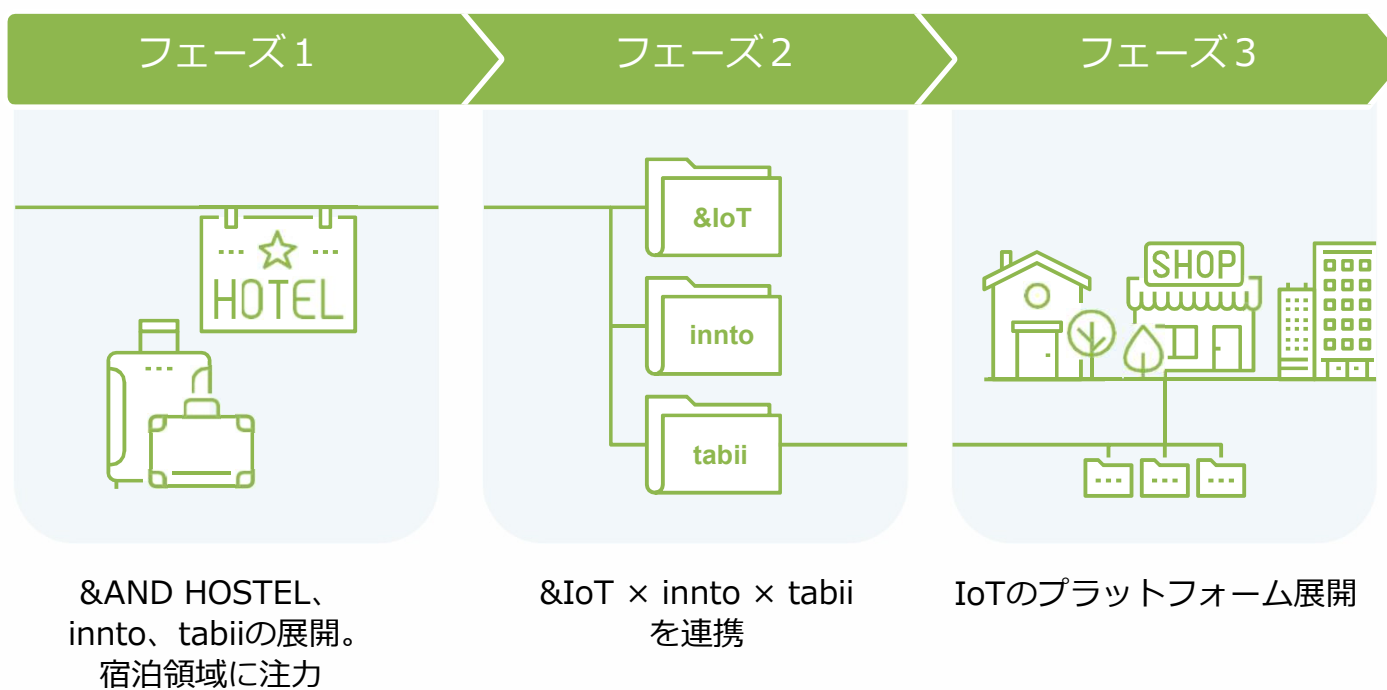 フェーズ１
フェーズ２
フェーズ３
HOTEL
&IoT
innto
tabii
SHOP
&AND HOSTEL、
innto、tabiiの展開。
宿泊領域に注力
&IoT × innto × tabii
を連携
IoTのプラットフォーム展開